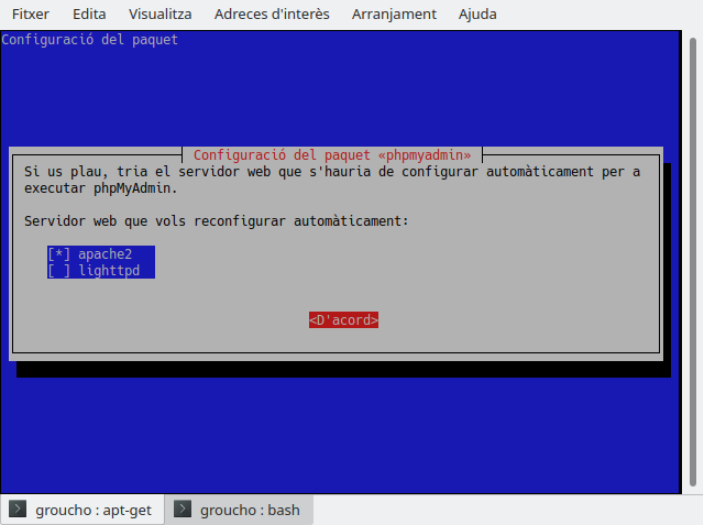 Fitxer Edita Visualitza Adreces d'interès Arranjament Ajuda
Configuració del paquet
Configuració del paquet «phpmyadmin»
Si us plau, tria el servidor web que s'hauria de configurar automàticament per a
executar phpMyAdmin.
Servidor web que vols reconfigurar automàticament:
[*] apache2
[ ] lighttpd
<D'acord>
groucho : apt-get groucho : bash